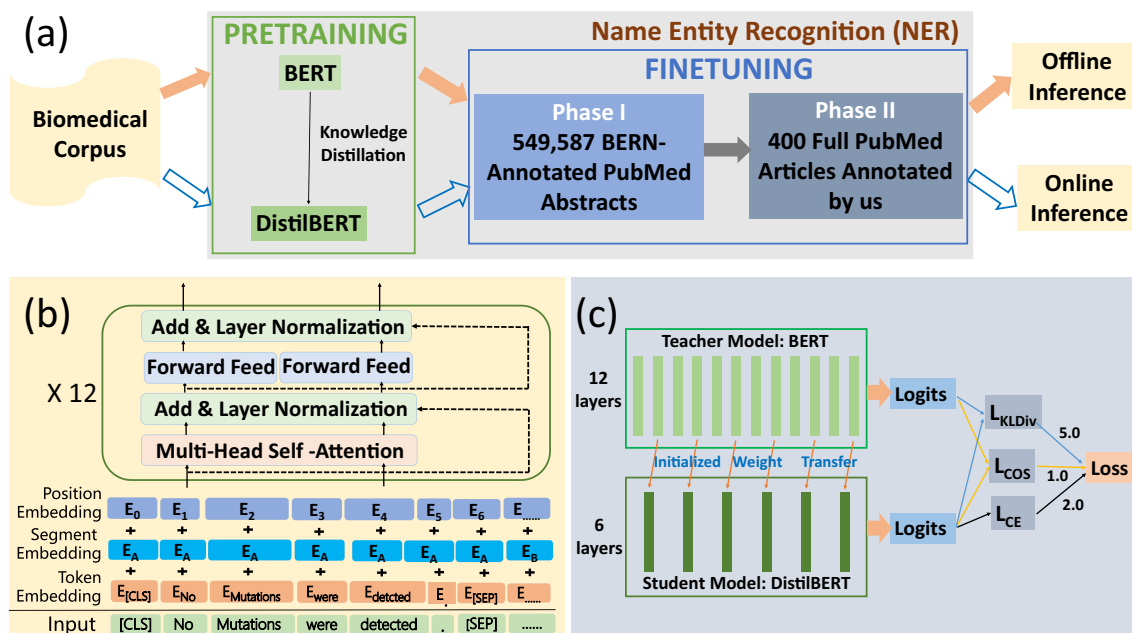 (a)
PRETRAINING
Name Entity Recognition (NER)
BERT
FINETUNING
Offline
Inference
Biomedical
Corpus
Knowledge
Distillation
Phase I
549,587 BERN-
Annotated PubMed
Abstracts
Phase II
400 Full PubMed
Articles Annotated
by us
DistilBERT
Online
Inference
(b)
Add & Layer Normalization
Forward Feed Forward Feed
X 12
Add & Layer Normalization
Multi-Head Self -Attention
Position
Embedding
E0 E1 E2 E3 E4 E5 E6 E......
+ + + + + + +
Segment
Embedding
EA EA EA EA EA EA EA EB
+ + + + + + +
Token
Embedding
E[CLS] ENo EMutations Ewere Edetcted E. E[SEP] E......
Input [CLS] No Mutations were detected . [SEP] ......
(c)
Teacher Model: BERT
12
layers
Logits
LKLDiv
5.0
Initialized Weight Transfer
LCOS
1.0
Loss
6
layers
Logits
LCE
2.0
Student Model: DistilBERT